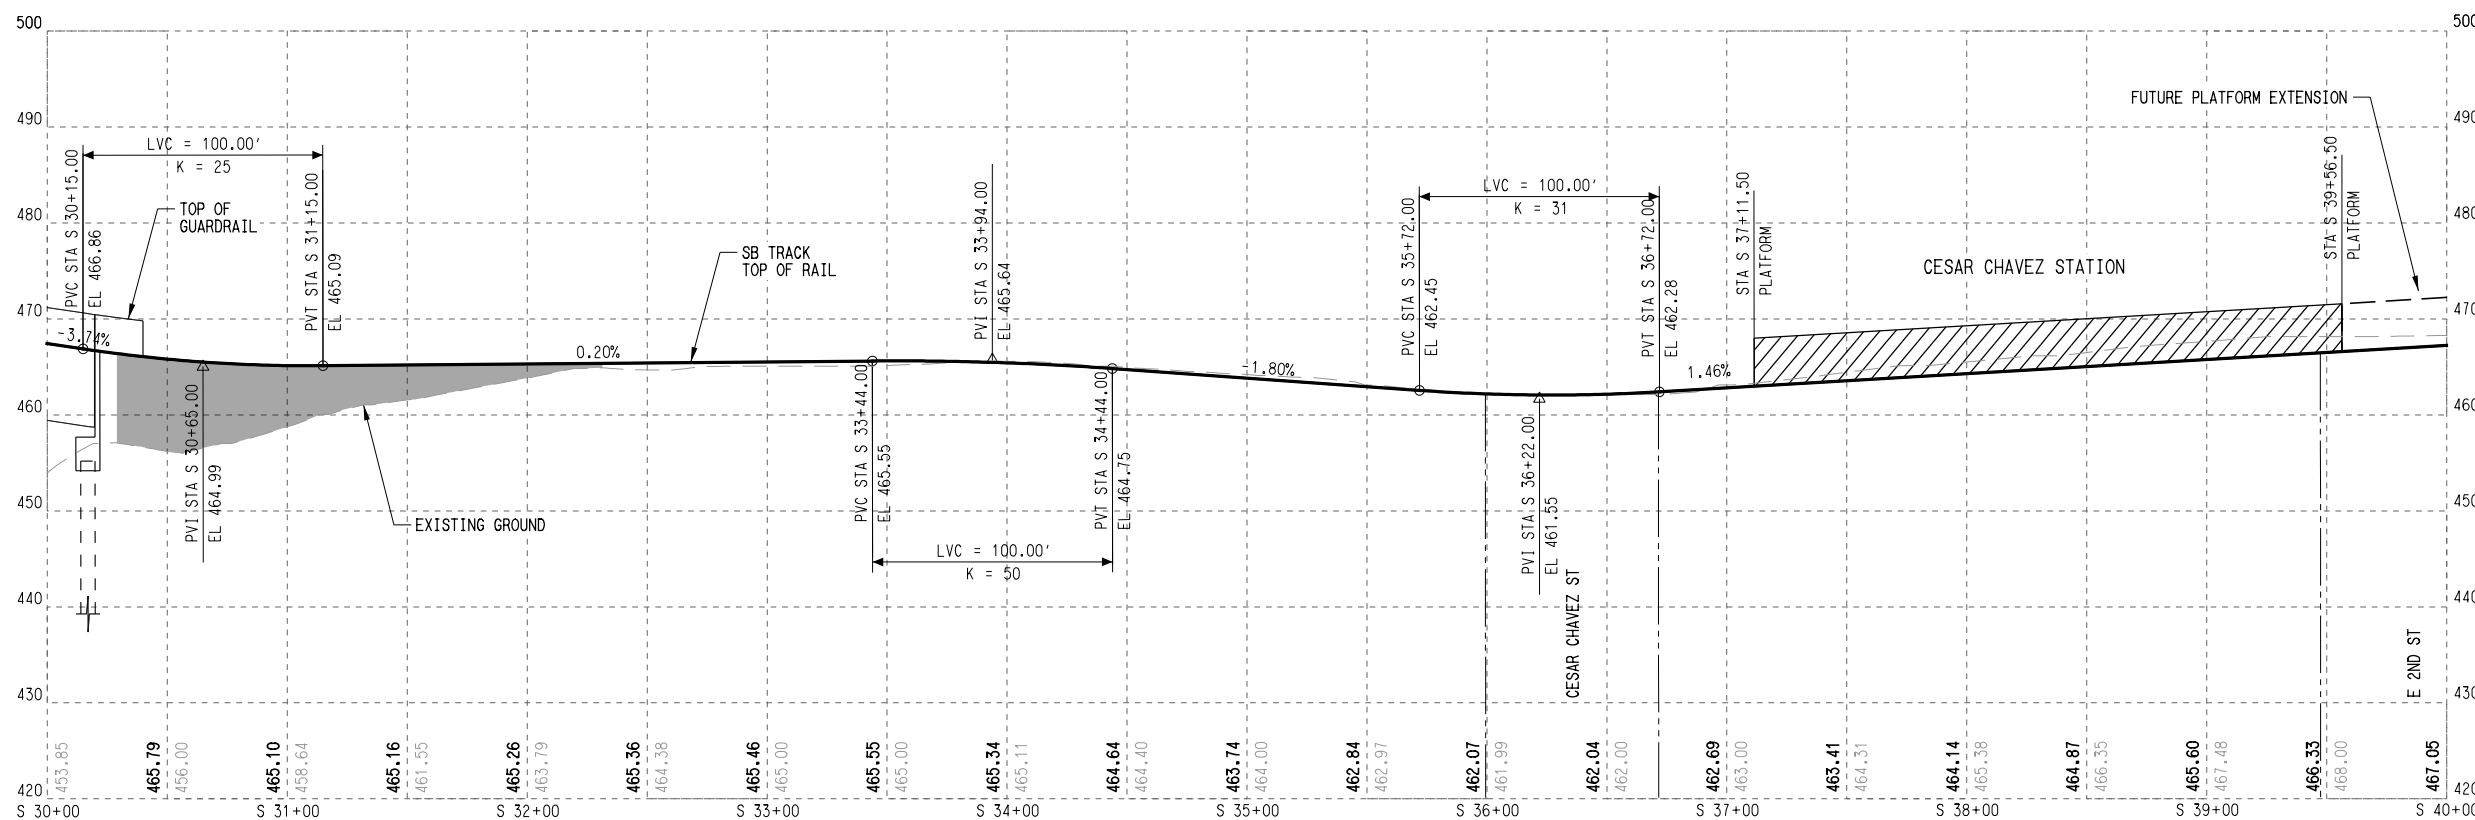 500
490
480
470
460
450
440
430
420
500
490
480
470
460
450
440
430
420
LVC = 100.00'
K = 25
PVC STA S 30+15.00
EL 466.86
TOP OF
GUARDRAIL
-3.74%
PVT STA S 31+15.00
EL 465.09
PVI STA S 30+65.00
EL 464.99
EXISTING GROUND
0.20%
SB TRACK
TOP OF RAIL
PVI STA S 33+94.00
EL 465.64
PVC STA S 33+44.00
EL 465.55
PVT STA S 34+44.00
EL 464.75
LVC = 100.00'
K = 50
-1.80%
LVC = 100.00'
K = 31
PVC STA S 35+72.00
EL 462.45
PVT STA S 36+72.00
EL 462.28
PVI STA S 36+22.00
EL 461.55
CESAR CHAVEZ ST
1.46%
STA S 37+11.50
PLATFORM
CESAR CHAVEZ STATION
FUTURE PLATFORM EXTENSION
STA S 39+56.50
PLATFORM
E 2ND ST
453.85
465.79
456.00
465.10
458.64
465.16
461.55
465.26
463.79
465.36
464.38
465.46
465.00
465.55
465.00
465.34
465.11
464.64
464.40
463.74
464.00
462.84
462.97
462.07
461.99
462.04
462.00
462.69
463.00
463.41
464.31
464.14
465.38
464.87
466.35
465.60
467.48
466.33
468.00
467.05
S 30+00
S 31+00
S 32+00
S 33+00
S 34+00
S 35+00
S 36+00
S 37+00
S 38+00
S 39+00
S 40+00